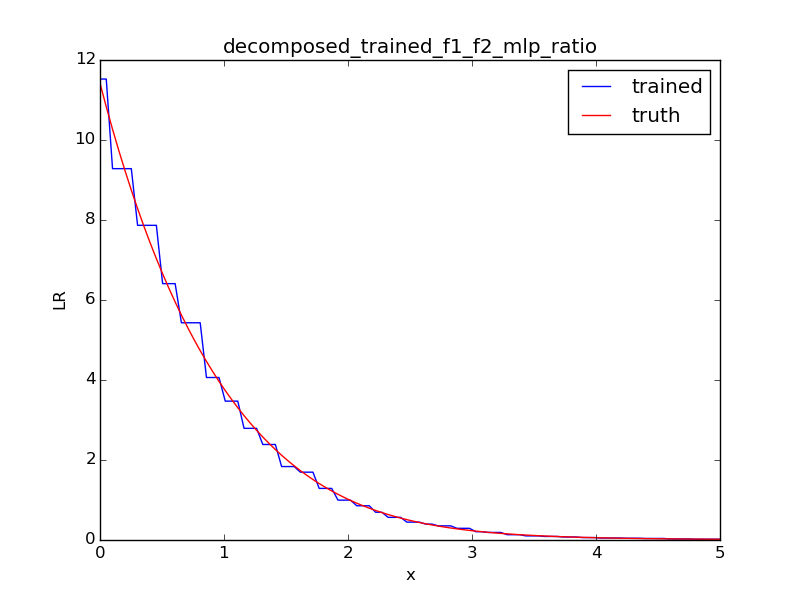 decomposed_trained_f1_f2_mlp_ratio
12
10
8
6
4
2
0
LR
trained
truth
0 1 2 3 4 5
x